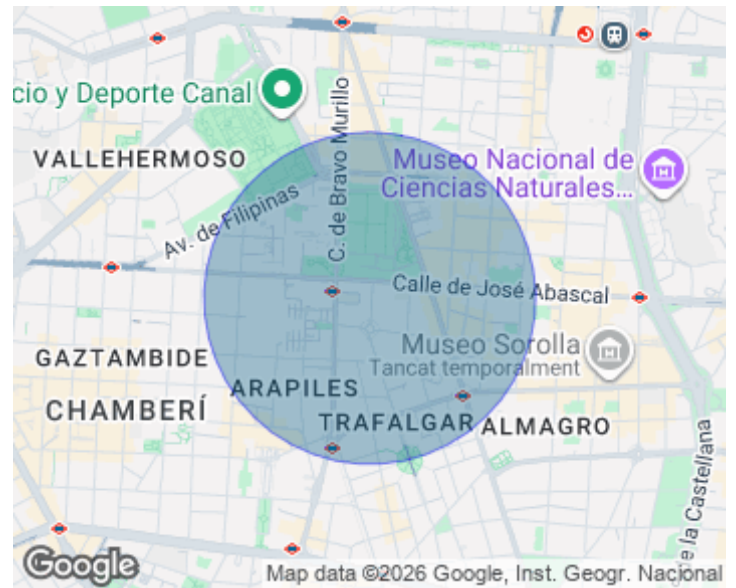 cio y Deporte Canal
VALLEHERMOSO
C. de Bravo Murillo
Museo Nacional de
Ciencias Naturales...
Av. de Filipinas
Calle de José Abascal
GAZTAMBIDE
Museo Sorolla
Tancat temporalment
ARAPILES
CHAMBERÍ
TRAFALGAR
ALMAGRO
e la Castellana
Google
Map data ©2026 Google, Inst. Geogr. Nacional